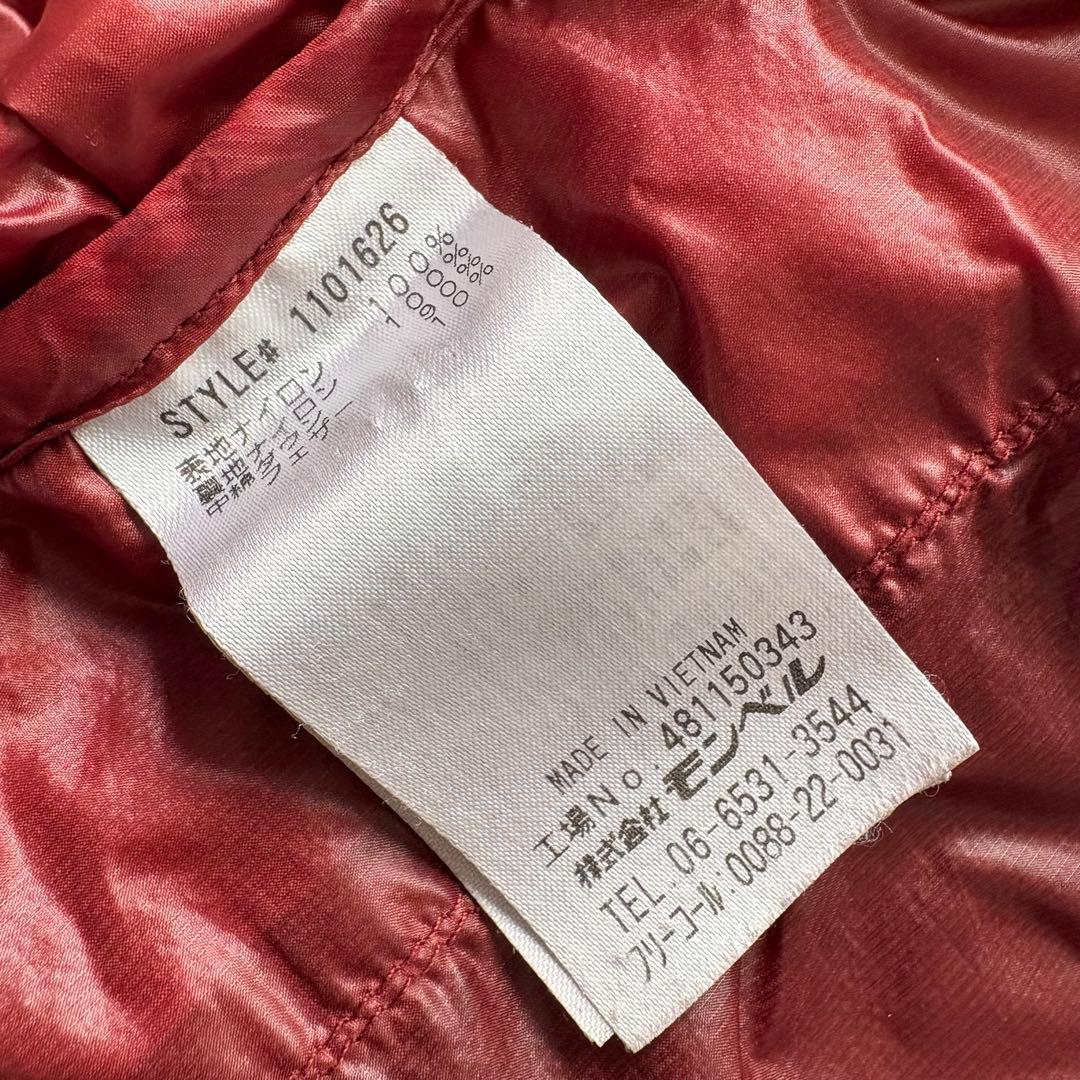 STYLE# 1101626
表地ナイロン 100%
裏地ナイロン 100%
中綿ダウン 90%
フェザー 10%
MADE IN VIETNAM
工場No.481150343
株式会社モンベル
TEL.06-6531-3544
フリーコール:0088-22-0031